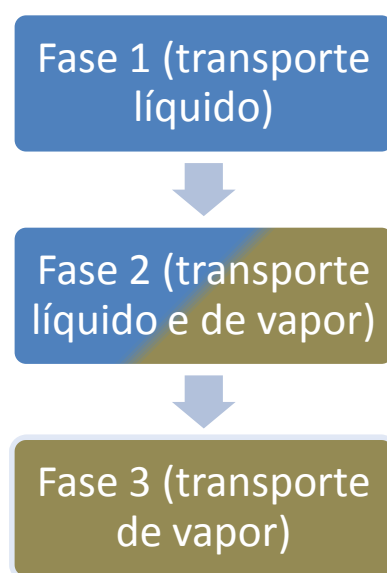 Fase 1 (transporte
líquido)
Fase 2 (transporte
líquido e de vapor)
Fase 3 (transporte
de vapor)